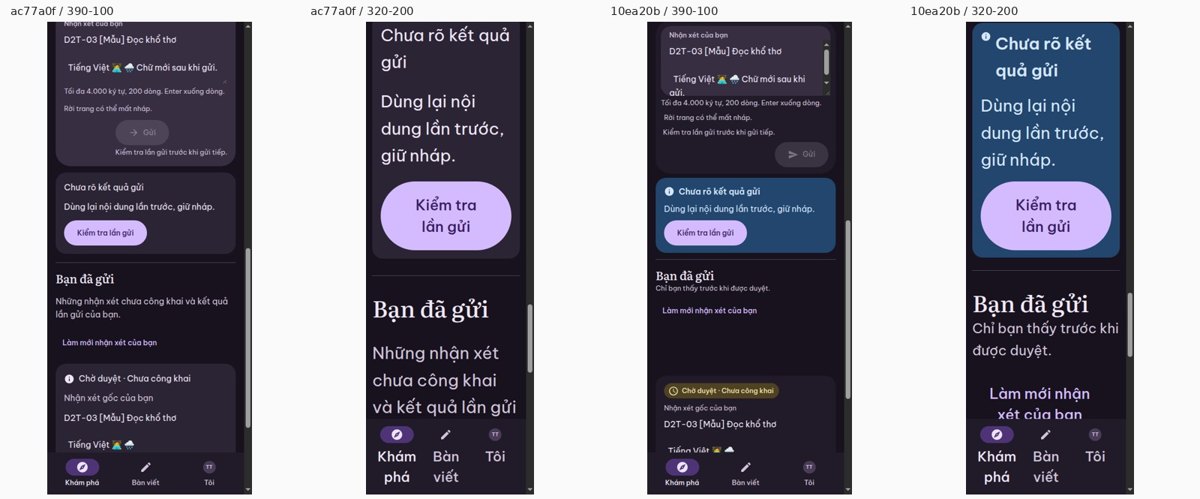 ac77a0f / 390-100
Nhận xét của bạn
D2T-03 [Mẫu] Đọc khổ thơ
Tiếng Việt 🧑‍💻 🌧️ Chữ mới sau khi gửi.
Tối đa 4.000 ký tự, 200 dòng. Enter xuống dòng.
Rời trang có thể mất nháp.
Gửi
Kiểm tra lần gửi trước khi gửi tiếp.
Chưa rõ kết quả gửi
Dùng lại nội dung lần trước, giữ nháp.
Kiểm tra lần gửi
Bạn đã gửi
Những nhận xét chưa công khai và kết quả
lần gửi của bạn.
Làm mới nhận xét của bạn
Chờ duyệt · Chưa công khai
Nhận xét gốc của bạn
D2T-03 [Mẫu] Đọc khổ thơ
Tiếng Việt 🧑‍💻 🌧️
Khám phá
Bàn viết
TT
Tôi
ac77a0f / 320-200
Chưa rõ kết quả
gửi
Dùng lại nội
dung lần trước,
giữ nháp.
Kiểm tra
lần gửi
Bạn đã gửi
Những nhận xét
chưa công khai
và kết quả lần gửi
Khám
phá
Bàn
viết
TT
Tôi
10ea20b / 390-100
Nhận xét của bạn
D2T-03 [Mẫu] Đọc khổ thơ
Tiếng Việt 🧑‍💻 🌧️ Chữ mới sau khi
gửi.
Tối đa 4.000 ký tự, 200 dòng. Enter xuống dòng.
Rời trang có thể mất nháp.
Kiểm tra lần gửi trước khi gửi tiếp.
Gửi
Chưa rõ kết quả gửi
Dùng lại nội dung lần trước, giữ nháp.
Kiểm tra lần gửi
Bạn đã gửi
Chỉ bạn thấy trước khi được duyệt.
Làm mới nhận xét của bạn
Chờ duyệt · Chưa công khai
Nhận xét gốc của bạn
D2T-03 [Mẫu] Đọc khổ thơ
Tiếng Việt 🧑‍💻 🌧️
Khám phá
Bàn viết
TT
Tôi
10ea20b / 320-200
Chưa rõ kết
quả gửi
Dùng lại nội
dung lần trước,
giữ nháp.
Kiểm tra
lần gửi
Bạn đã gửi
Chỉ bạn thấy trước khi
được duyệt.
Làm mới nhận
xét của bạn
Khám
phá
Bàn
viết
TT
Tôi